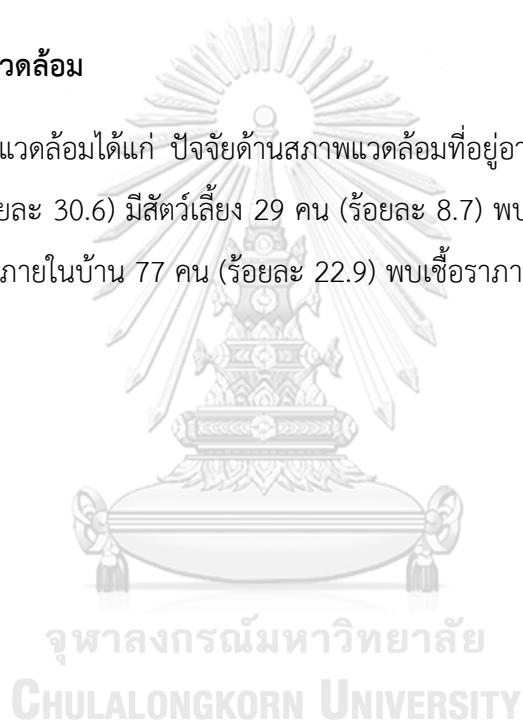 วดล้อม
แวดล้อมได้แก่ ปัจจัยด้านสภาพแวดล้อมที่อยู่อา
ยละ 30.6) มีสัตว์เลี้ยง 29 คน (ร้อยละ 8.7) พบ
ภายในบ้าน 77 คน (ร้อยละ 22.9) พบเชื้อราภา
จุฬาลงกรณ์มหาวิทยาลัย
CHULALONGKORN UNIVERSITY